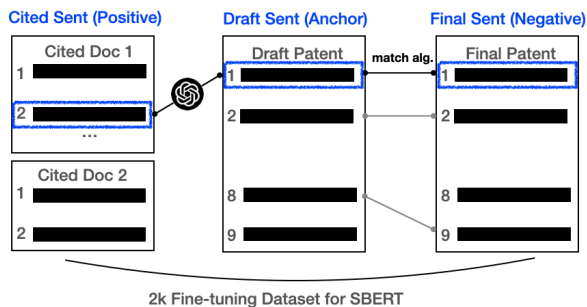 Cited Sent (Positive)
Draft Sent (Anchor)
Final Sent (Negative)
Cited Doc 1
1
2
...
Cited Doc 2
1
2
Draft Patent
1
2
8
9
match alg.
Final Patent
1
2
8
9
2k Fine-tuning Dataset for SBERT